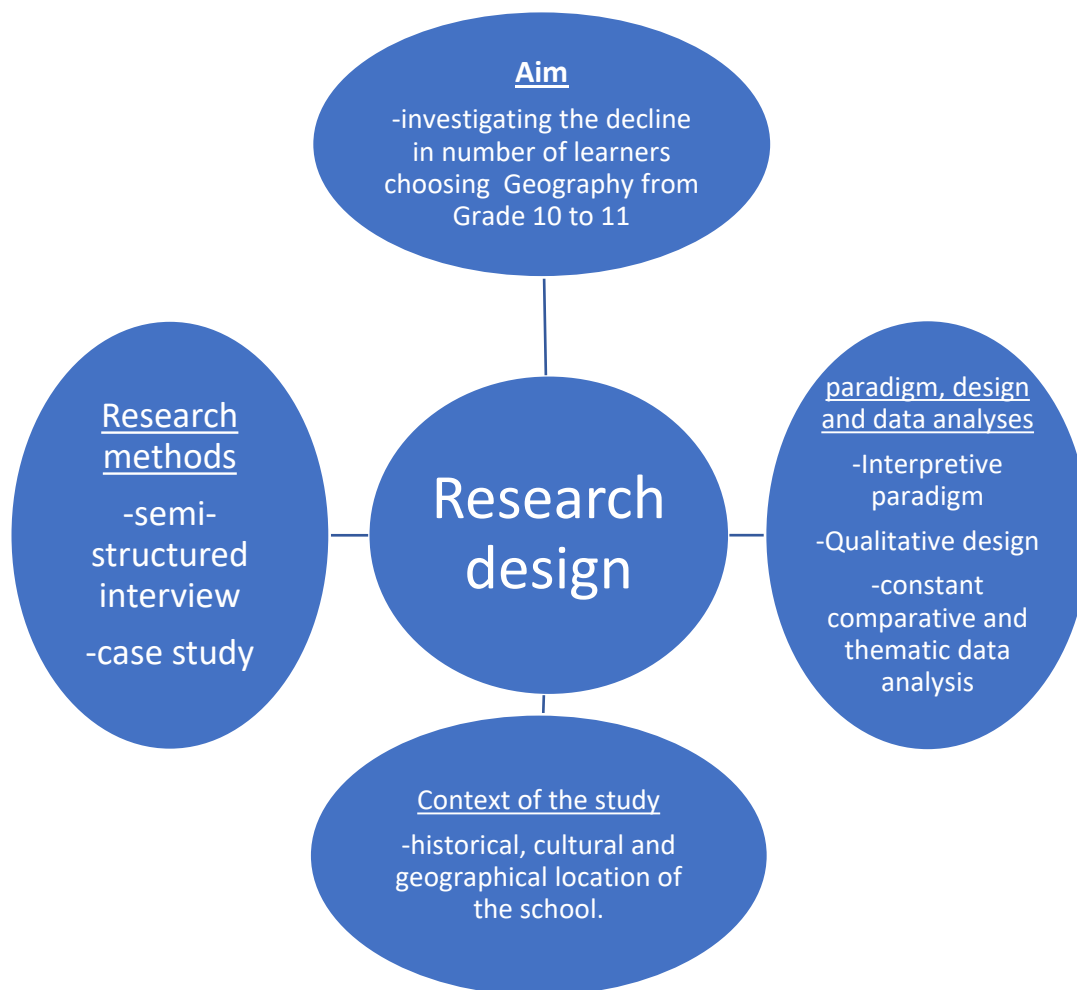 Aim
-investigating the decline
in number of learners
choosing Geography from
Grade 10 to 11
Research
methods
-semi-
structured
interview
-case study
Research
design
paradigm, design
and data analyses
-Interpretive
paradigm
-Qualitative design
-constant
comparative and
thematic data
analysis
Context of the study
-historical, cultural and
geographical location of
the school.